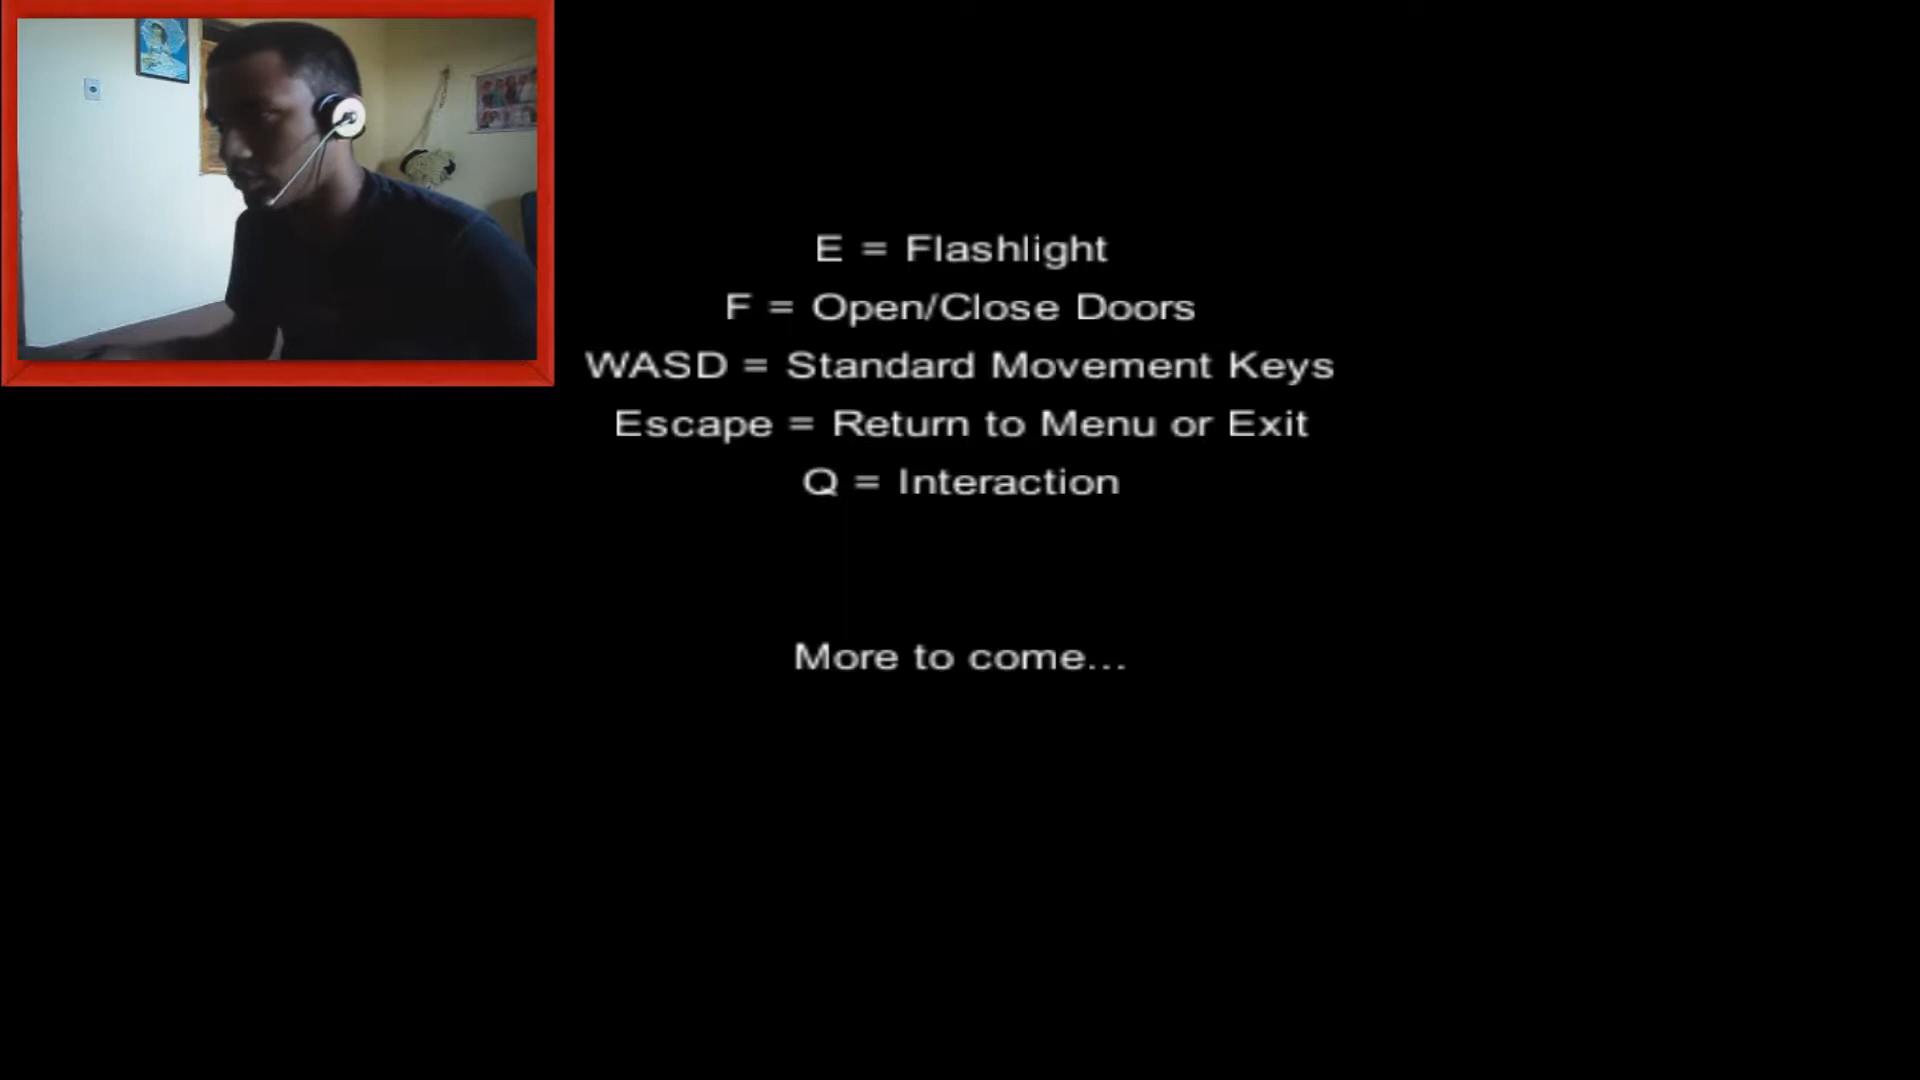 E = Flashlight
F = Open/Close Doors
WASD = Standard Movement Keys
Escape = Return to Menu or Exit
Q = Interaction
More to come...